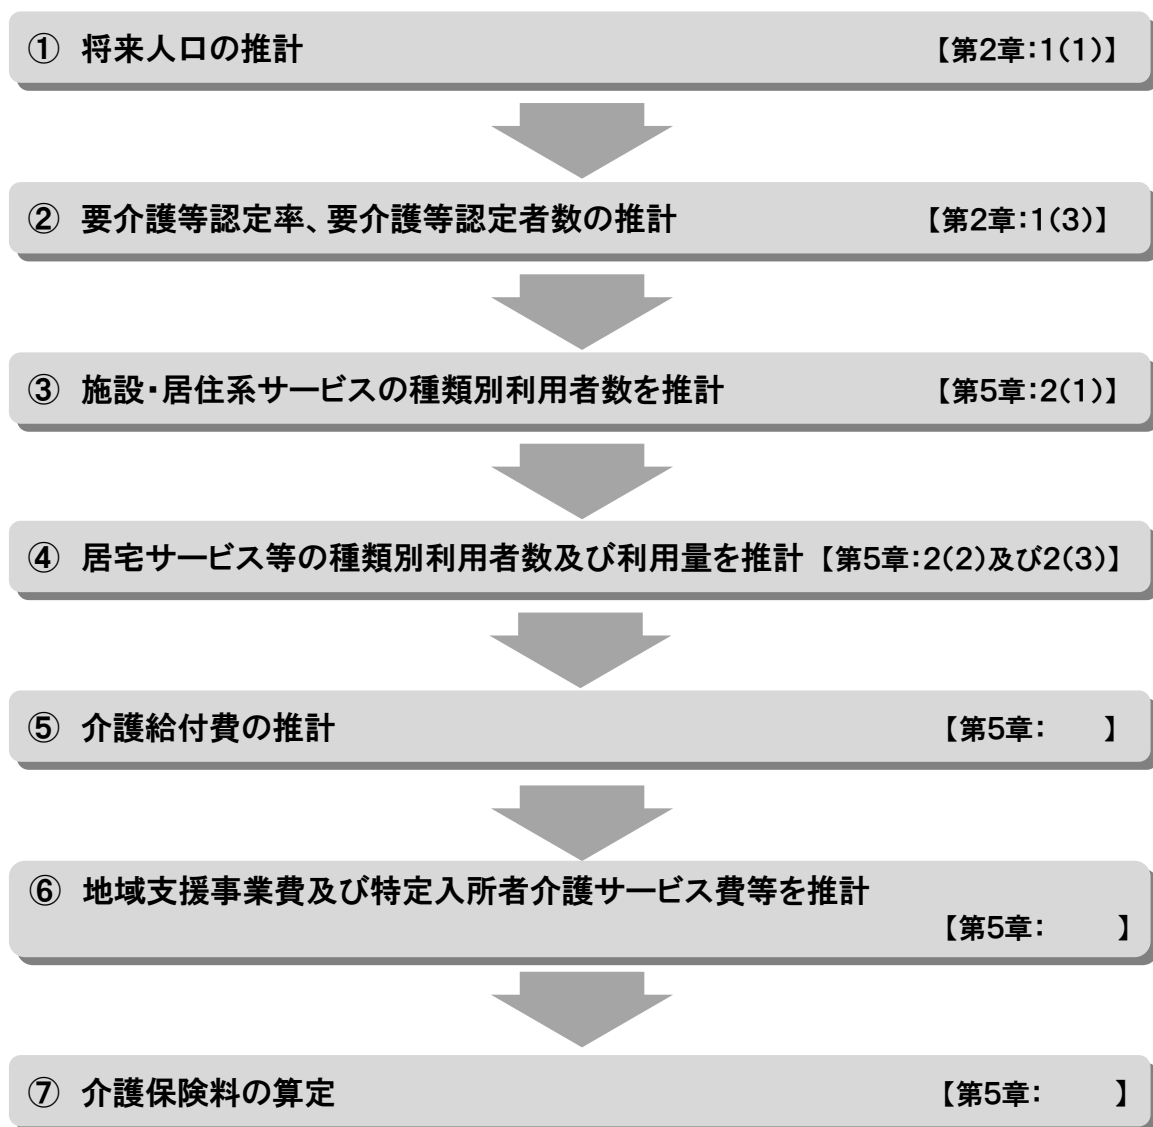 ① 将来人口の推計 【第2章:1(1)】
② 要介護等認定率、要介護等認定者数の推計 【第2章:1(3)】
③ 施設・居住系サービスの種類別利用者数を推計 【第5章:2(1)】
④ 居宅サービス等の種類別利用者数及び利用量を推計 【第5章:2(2)及び2(3)】
⑤ 介護給付費の推計 【第5章: 】
⑥ 地域支援事業費及び特定入所者介護サービス費等を推計
【第5章: 】
⑦ 介護保険料の算定 【第5章: 】